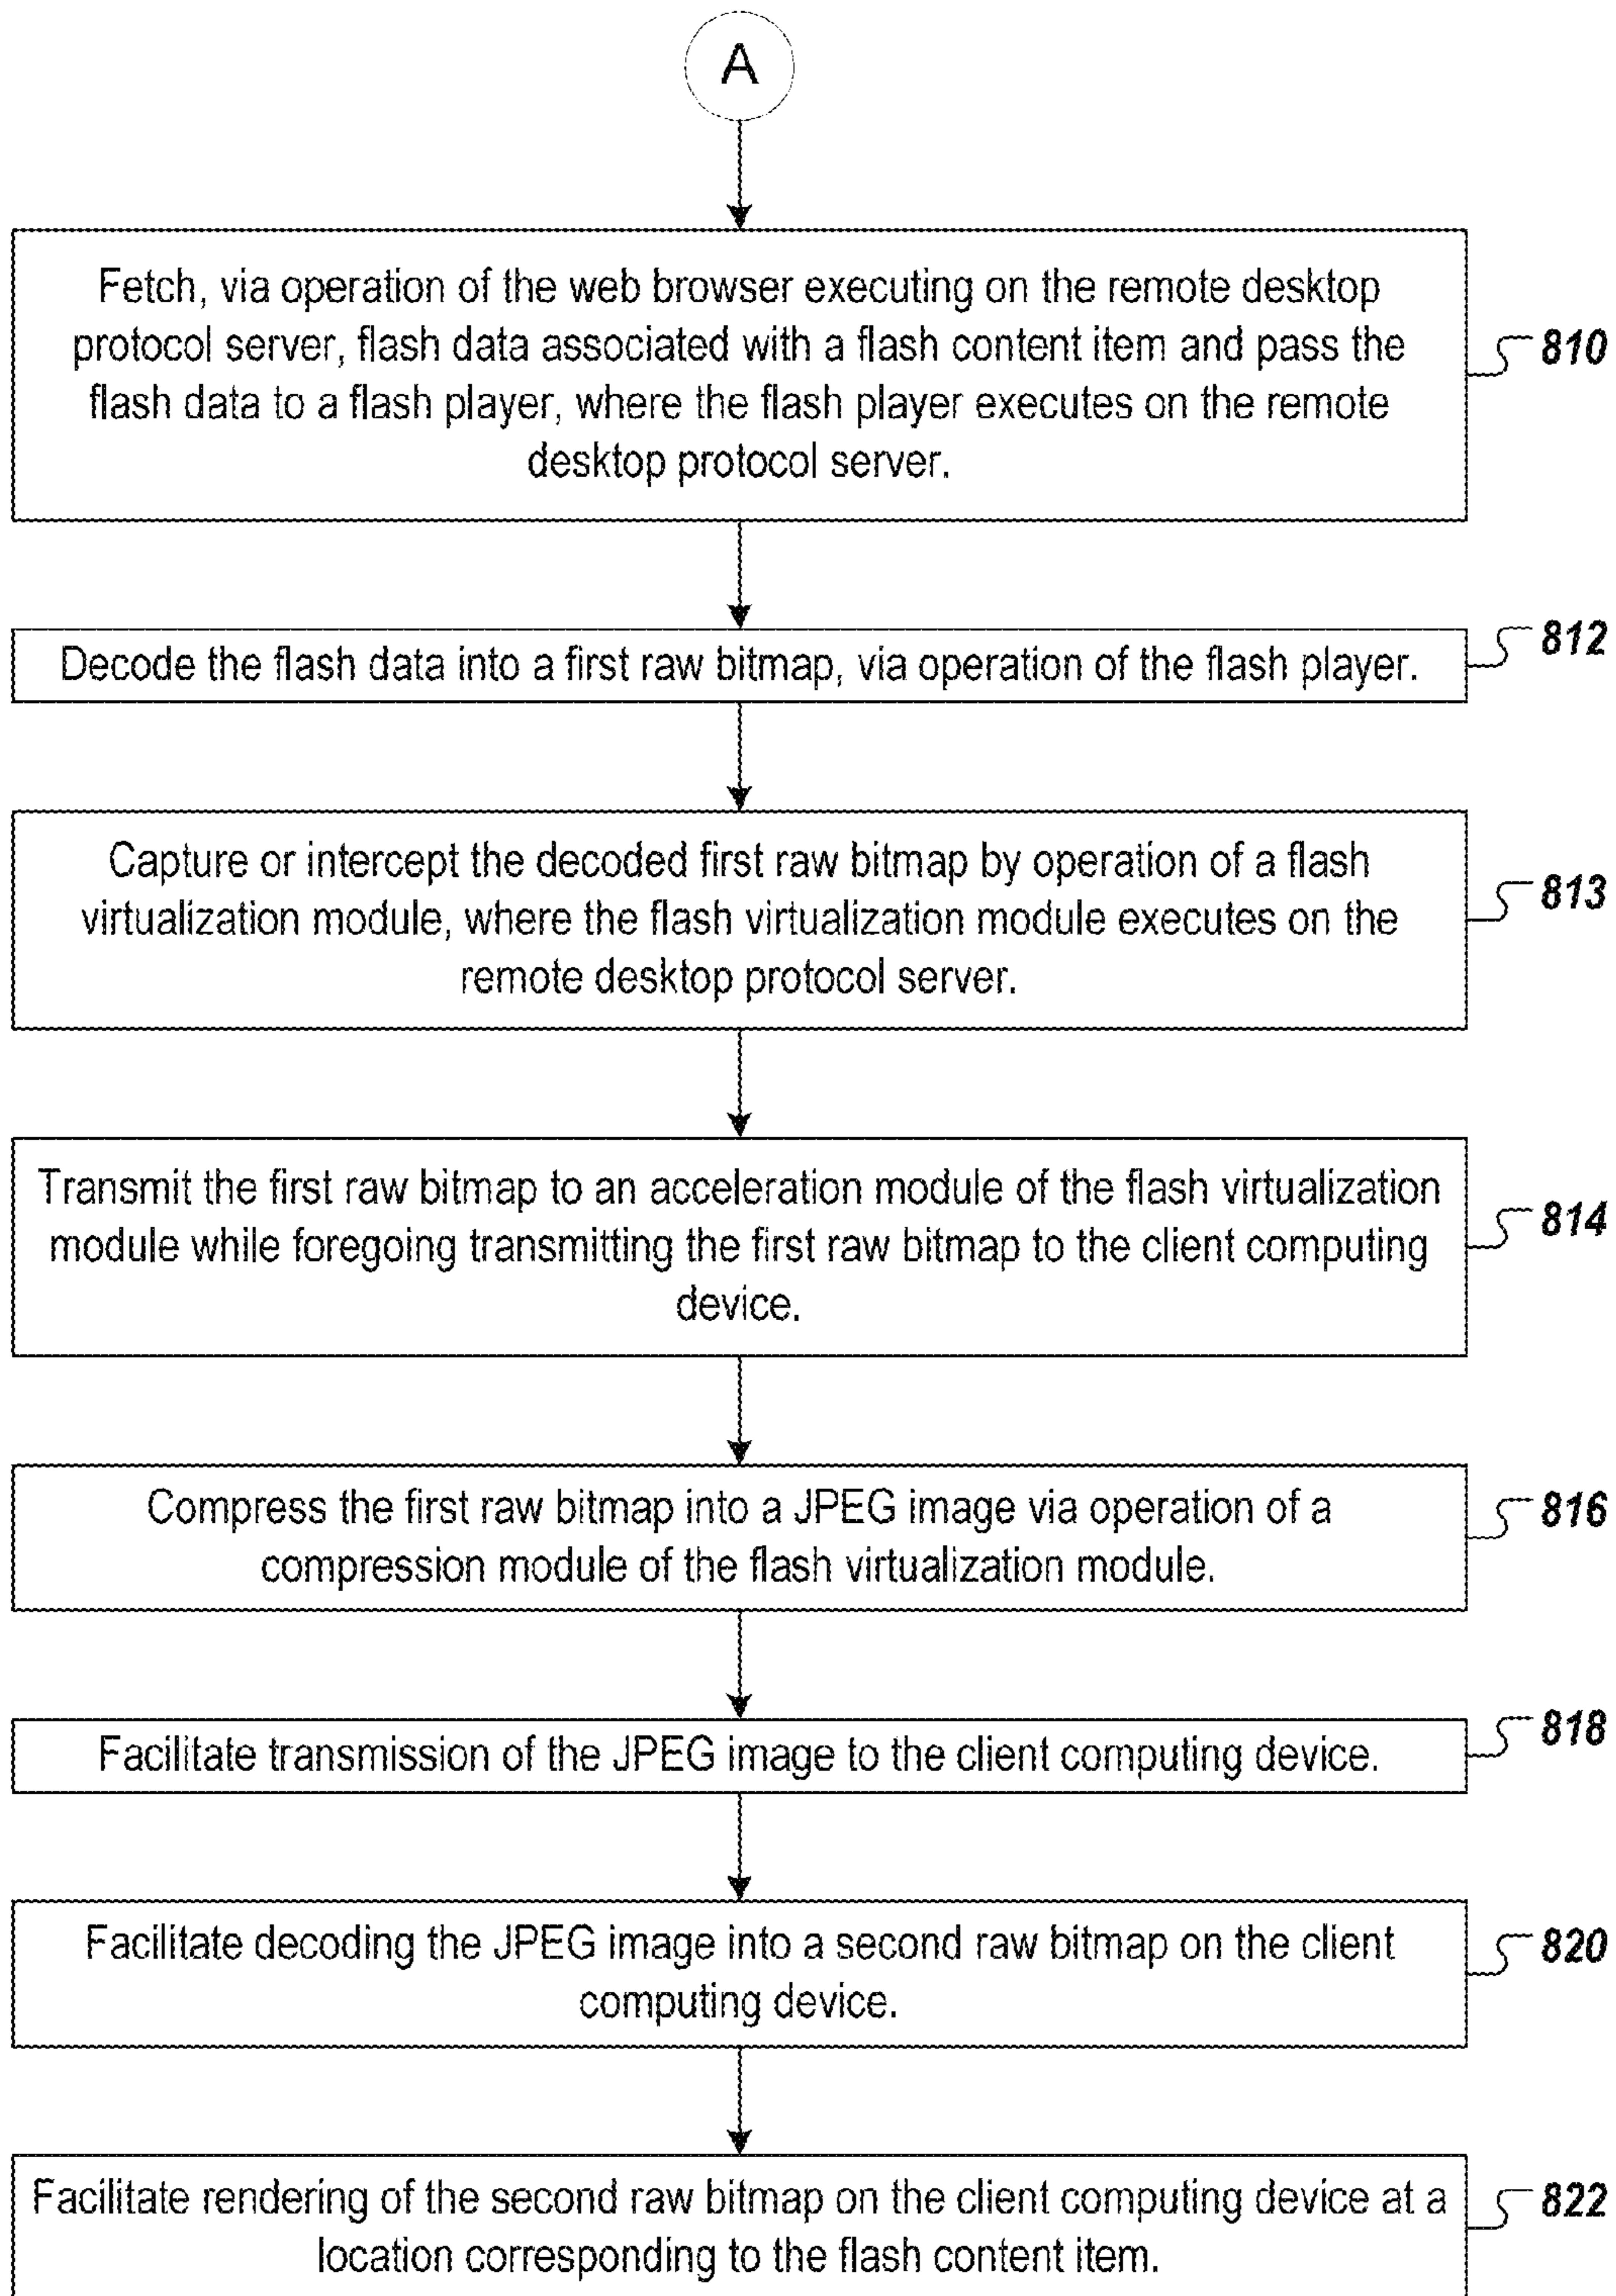 A
Fetch, via operation of the web browser executing on the remote desktop
protocol server, flash data associated with a flash content item and pass the
flash data to a flash player, where the flash player executes on the remote
desktop protocol server.
810
Decode the flash data into a first raw bitmap, via operation of the flash player.
812
Capture or intercept the decoded first raw bitmap by operation of a flash
virtualization module, where the flash virtualization module executes on the
remote desktop protocol server.
813
Transmit the first raw bitmap to an acceleration module of the flash virtualization
module while foregoing transmitting the first raw bitmap to the client computing
device.
814
Compress the first raw bitmap into a JPEG image via operation of a
compression module of the flash virtualization module.
816
Facilitate transmission of the JPEG image to the client computing device.
818
Facilitate decoding the JPEG image into a second raw bitmap on the client
computing device.
820
Facilitate rendering of the second raw bitmap on the client computing device at a
location corresponding to the flash content item.
822